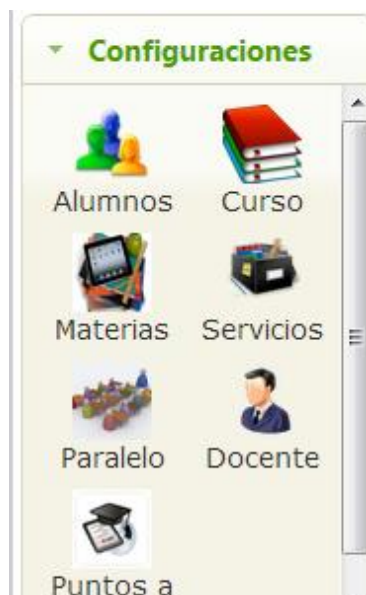 Configuraciones
Alumnos Curso
Materias Servicios
Paralelo Docente
Puntos a